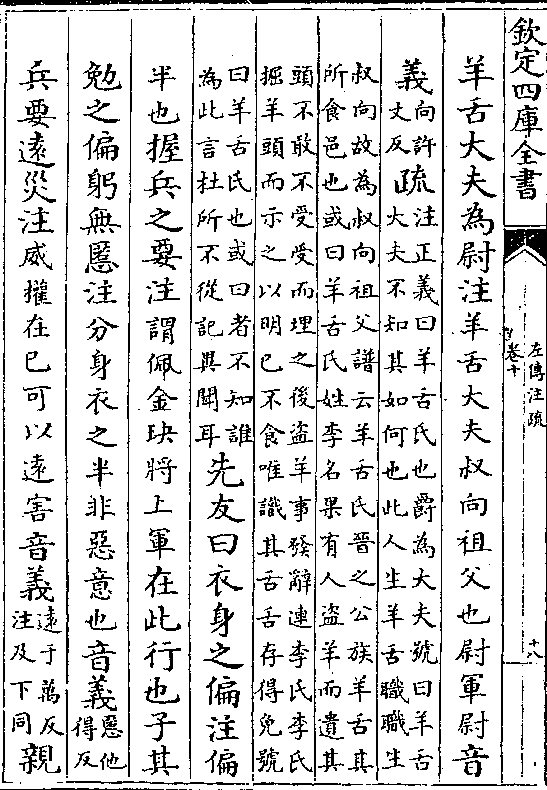 欽定四庫全書
左傳注疏
卷十
十八
羊舌大夫為尉注羊舌大夫叔向祖父也尉軍尉音
義向許丈反疏注正義曰羊舌氏也爵為大夫號曰羊舌
大夫不知其如何也此人生羊舌職職生
叔向故為叔向祖父譜云羊舌氏晉之公族羊舌其
所食邑也或曰羊舌氏姓李名果有人盜羊而遺其
頭不敢不受受而埋之後盜羊事發辭連李氏李氏
掘羊頭而示之以明已不食唯識其舌舌存得免號
曰羊舌氏也或曰者不知誰
為此言杜所不從記異聞耳先友曰衣身之偏注偏
半也握兵之要注謂佩金玦將上軍在此行也子其
勉之偏躬無慝注分身衣之半非惡意也音義慝他得反
兵要遠災注威權在已可以遠害音義遠于萬反注及下同親